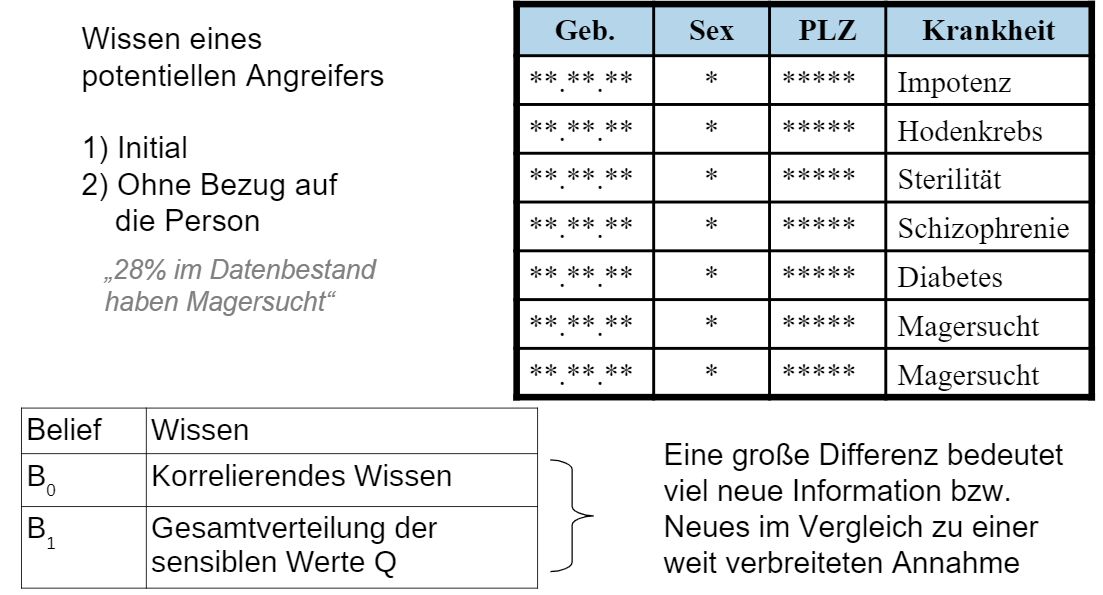 Wissen eines
potentiellen Angreifers
1) Initial
2) Ohne Bezug auf
die Person
„28% im Datenbestand
haben Magersucht“
Geb. Sex PLZ Krankheit
**.**.** * ***** Impotenz
**.**.** * ***** Hodenkrebs
**.**.** * ***** Sterilität
**.**.** * ***** Schizophrenie
**.**.** * ***** Diabetes
**.**.** * ***** Magersucht
**.**.** * ***** Magersucht
Belief Wissen
B0 Korrelierendes Wissen
B1 Gesamtverteilung der
sensiblen Werte Q
Eine große Differenz bedeutet
viel neue Information bzw.
Neues im Vergleich zu einer
weit verbreiteten Annahme